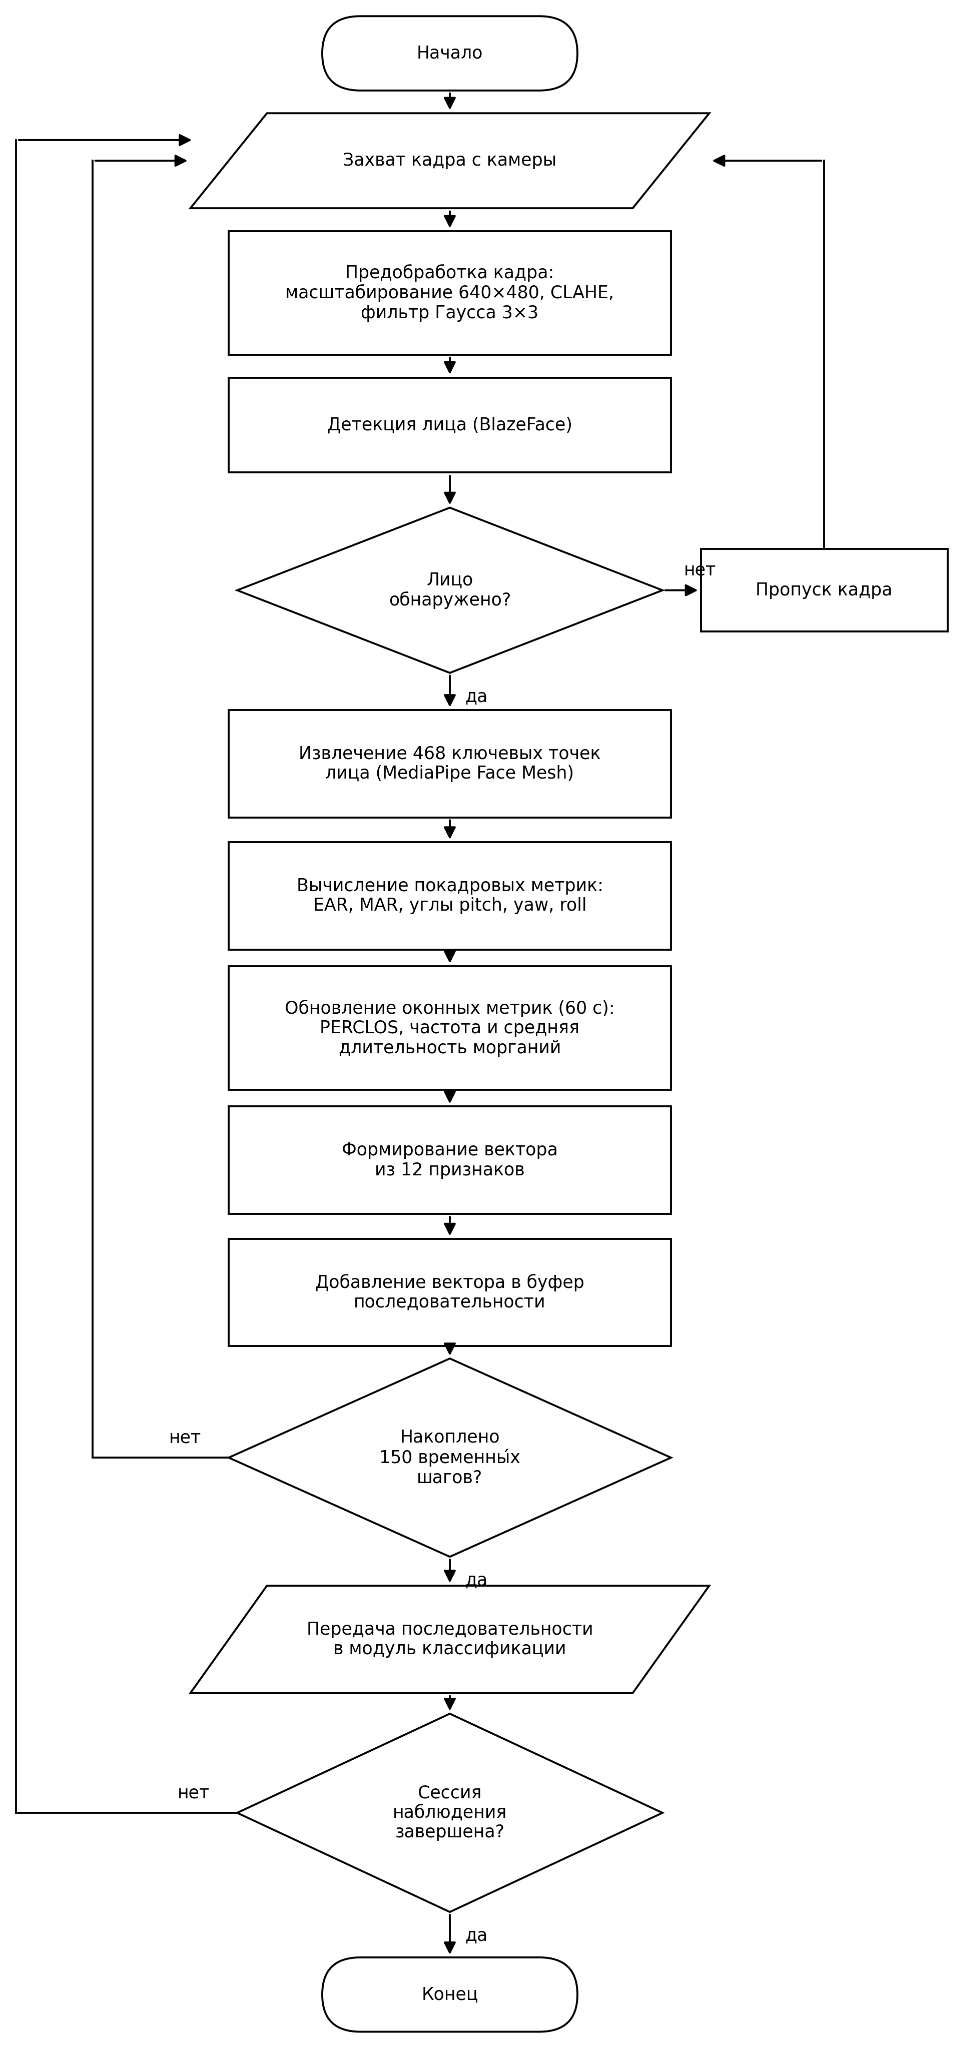 Начало
Захват кадра с камеры
Предобработка кадра:
масштабирование 640×480, CLAHE,
фильтр Гаусса 3×3
Детекция лица (BlazeFace)
Лицо
обнаружено?
нет
Пропуск кадра
да
Извлечение 468 ключевых точек
лица (MediaPipe Face Mesh)
Вычисление покадровых метрик:
EAR, MAR, углы pitch, yaw, roll
Обновление оконных метрик (60 с):
PERCLOS, частота и средняя
длительность морганий
Формирование вектора
из 12 признаков
Добавление вектора в буфер
последовательности
нет
Накоплено
150 временны́х
шагов?
да
Передача последовательности
в модуль классификации
нет
Сессия
наблюдения
завершена?
да
Конец